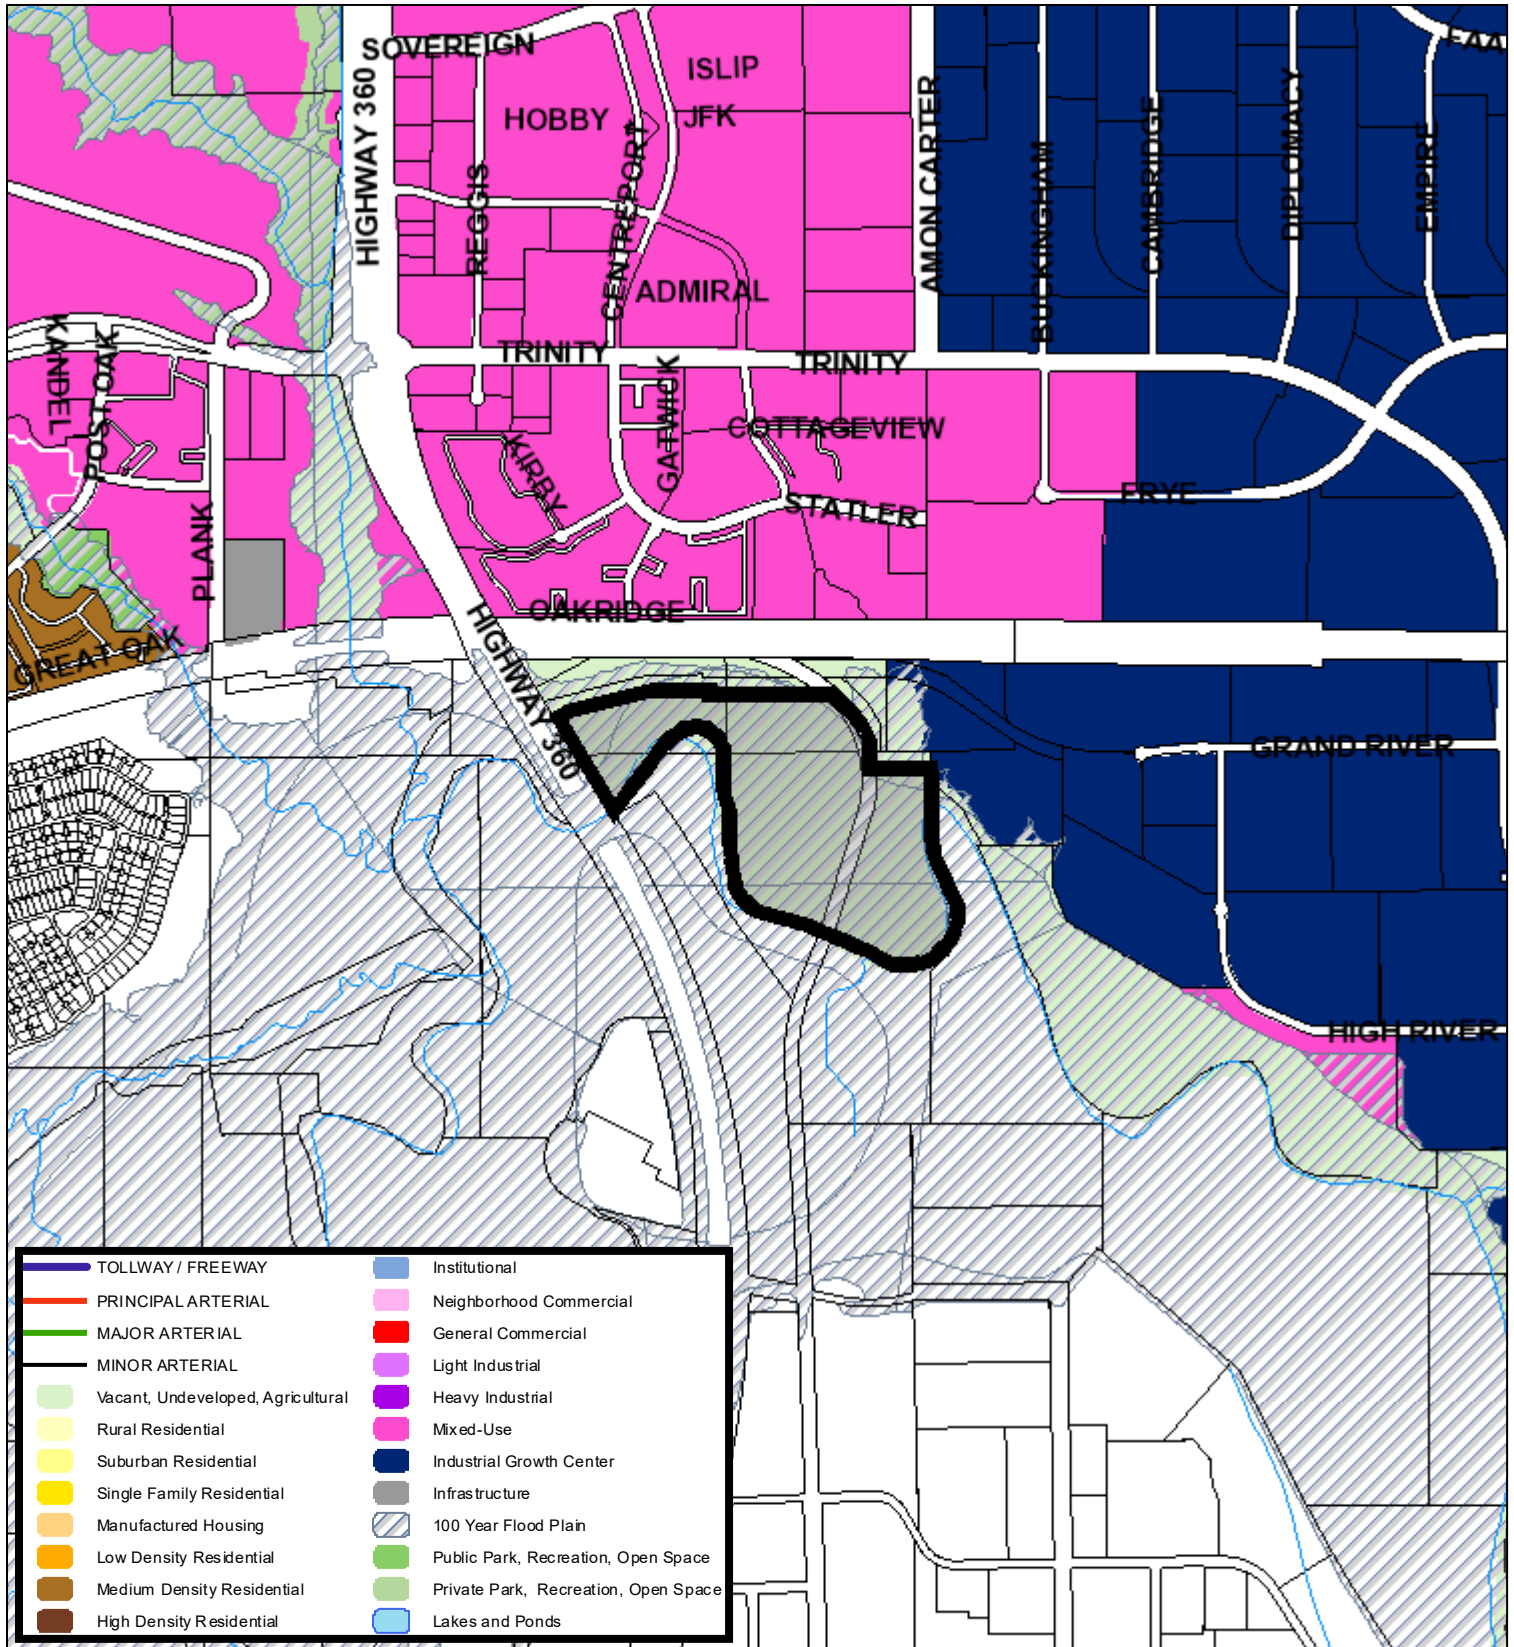 SOVEREIGN
ISLIP
FAA
HOBBY
JFK
HIGHWAY 360
REGGIS
CENTREPORT
AMON CARTER
BUCKINGHAM
CAMBRIDGE
DIPLOMACY
EMPIRE
ADMIRAL
TRINITY
TRINITY
KANDEL
POST OAK
GATWICK
COTTAGEVIEW
KIRBY
STATLER
FRYE
PLANK
OAKRIDGE
GREAT OAK
HIGHWAY 360
GRAND RIVER
HIGH RIVER
TOLLWAY / FREEWAY
PRINCIPAL ARTERIAL
MAJOR ARTERIAL
MINOR ARTERIAL
Vacant, Undeveloped, Agricultural
Rural Residential
Suburban Residential
Single Family Residential
Manufactured Housing
Low Density Residential
Medium Density Residential
High Density Residential
Institutional
Neighborhood Commercial
General Commercial
Light Industrial
Heavy Industrial
Mixed-Use
Industrial Growth Center
Infrastructure
100 Year Flood Plain
Public Park, Recreation, Open Space
Private Park, Recreation, Open Space
Lakes and Ponds